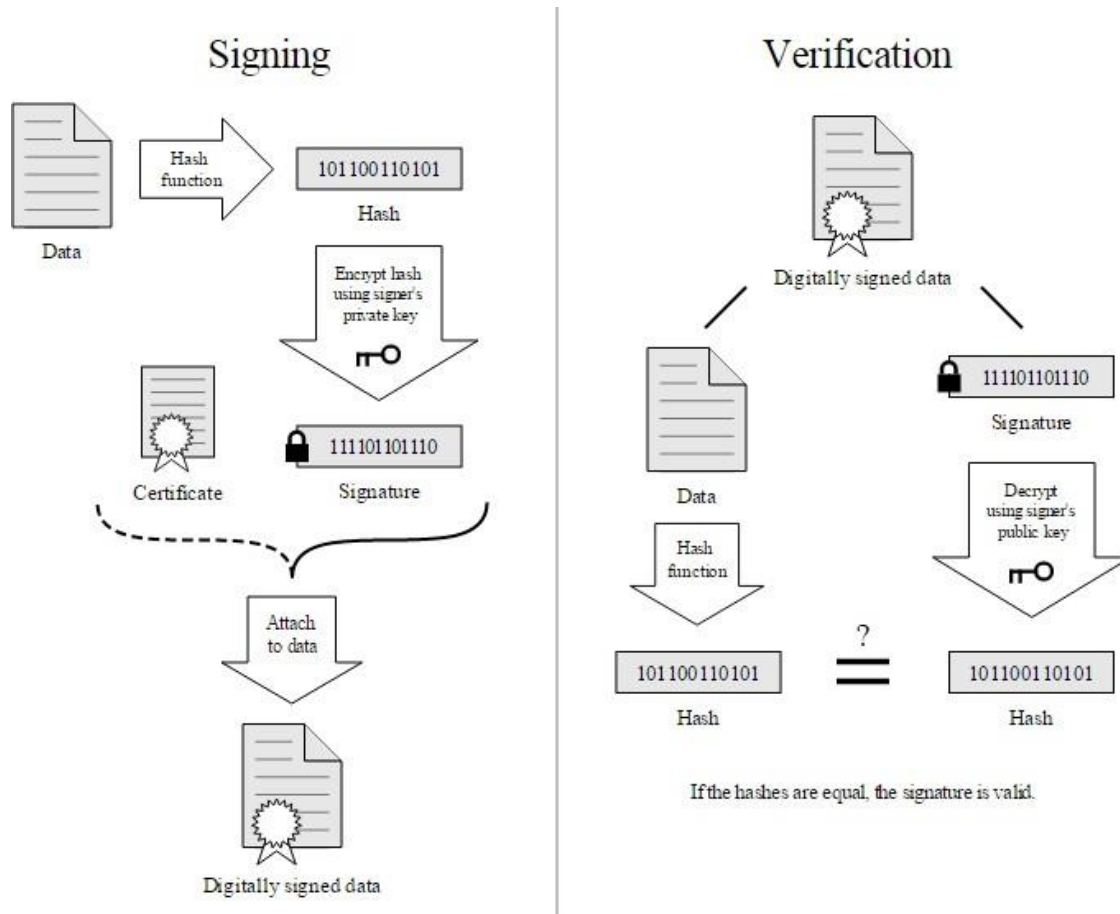 Signing
Hash
function
101100110101
Hash
Data
Encrypt hash
using signer's
private key
111101101110
Certificate
Signature
Attach
to data
Digitally signed data
Verification
Digitally signed data
111101101110
Signature
Data
Decrypt
using signer's
public key
Hash
function
?
101100110101
101100110101
Hash
Hash
If the hashes are equal, the signature is valid.